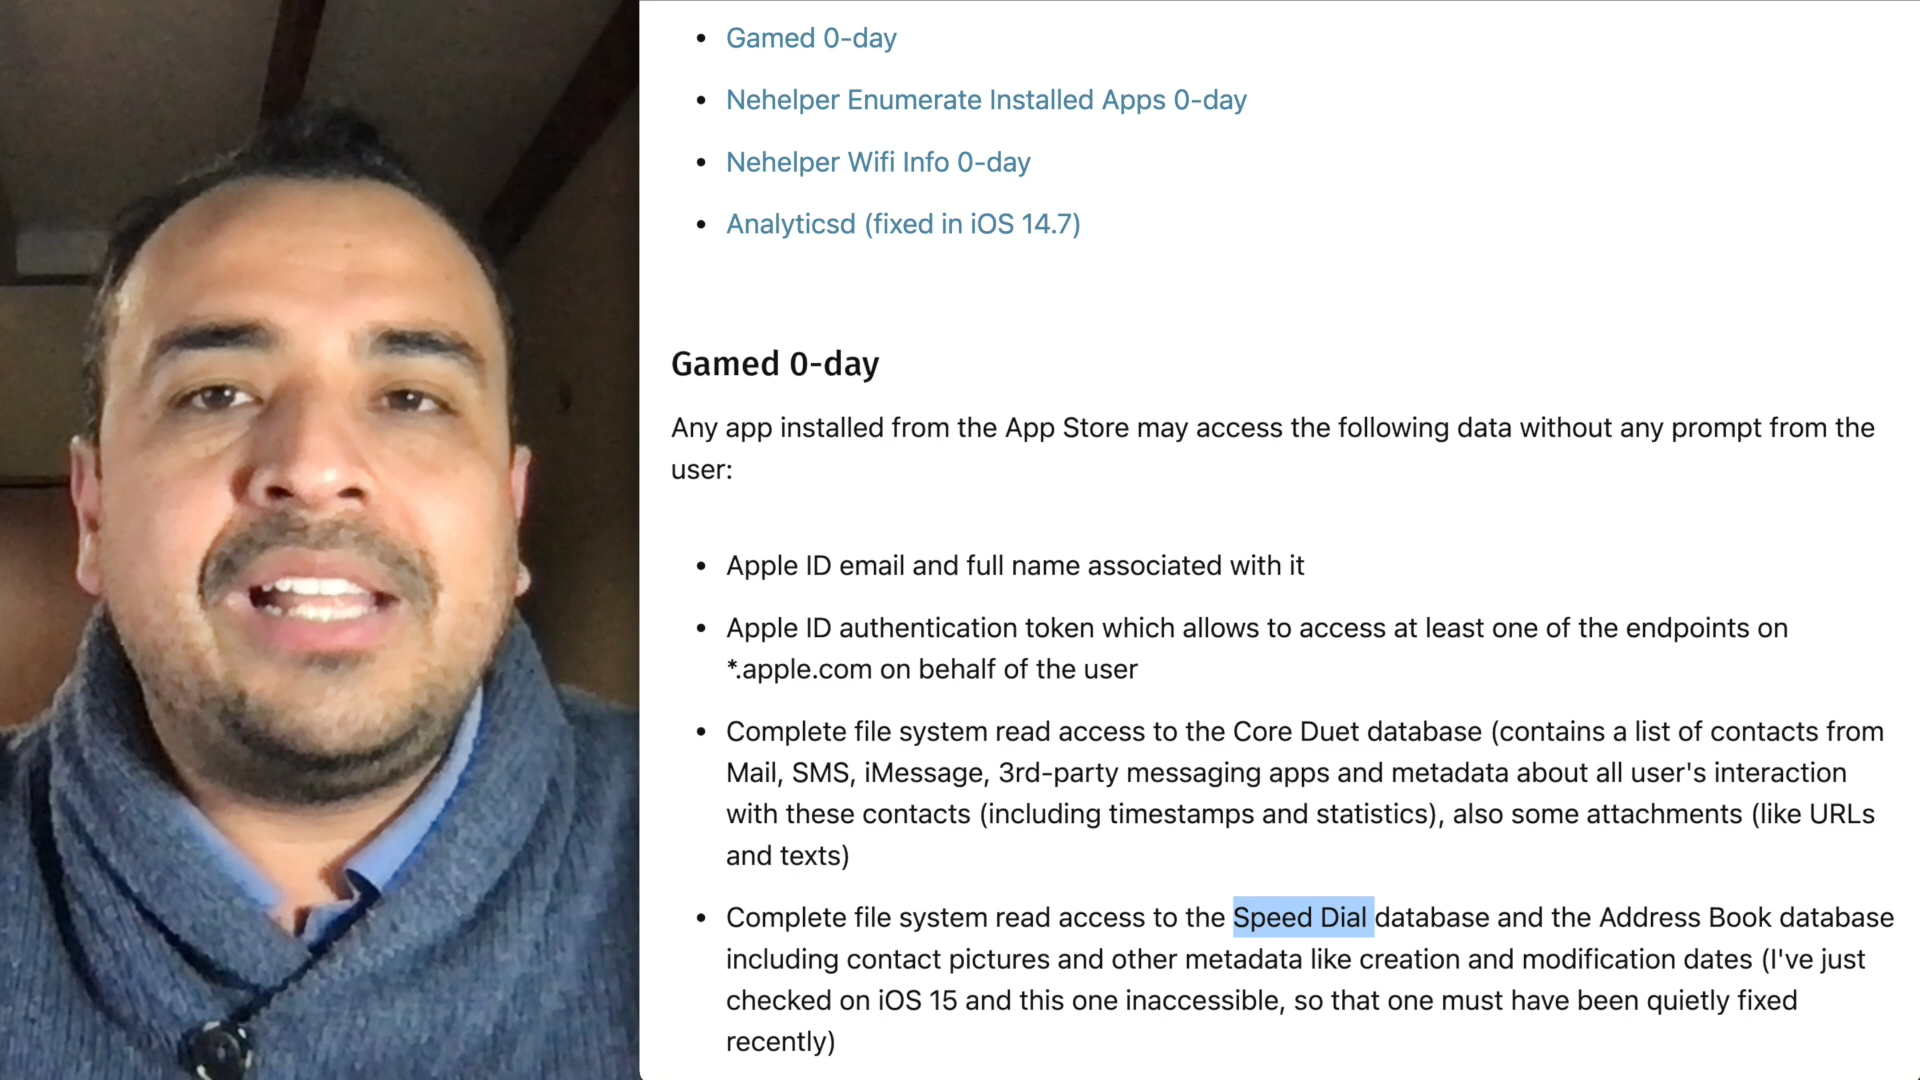 Gamed 0-day
Nehelper Enumerate Installed Apps 0-day
Nehelper Wifi Info 0-day
Analyticsd (fixed in iOS 14.7)
Gamed 0-day
Any app installed from the App Store may access the following data without any prompt from the
user:
Apple ID email and full name associated with it
Apple ID authentication token which allows to access at least one of the endpoints on
*.apple.com on behalf of the user
Complete file system read access to the Core Duet database (contains a list of contacts from
Mail, SMS, iMessage, 3rd-party messaging apps and metadata about all user's interaction
with these contacts (including timestamps and statistics), also some attachments (like URLs
and texts)
Complete file system read access to the Speed Dial database and the Address Book database
including contact pictures and other metadata like creation and modification dates (I've just
checked on iOS 15 and this one inaccessible, so that one must have been quietly fixed
recently)